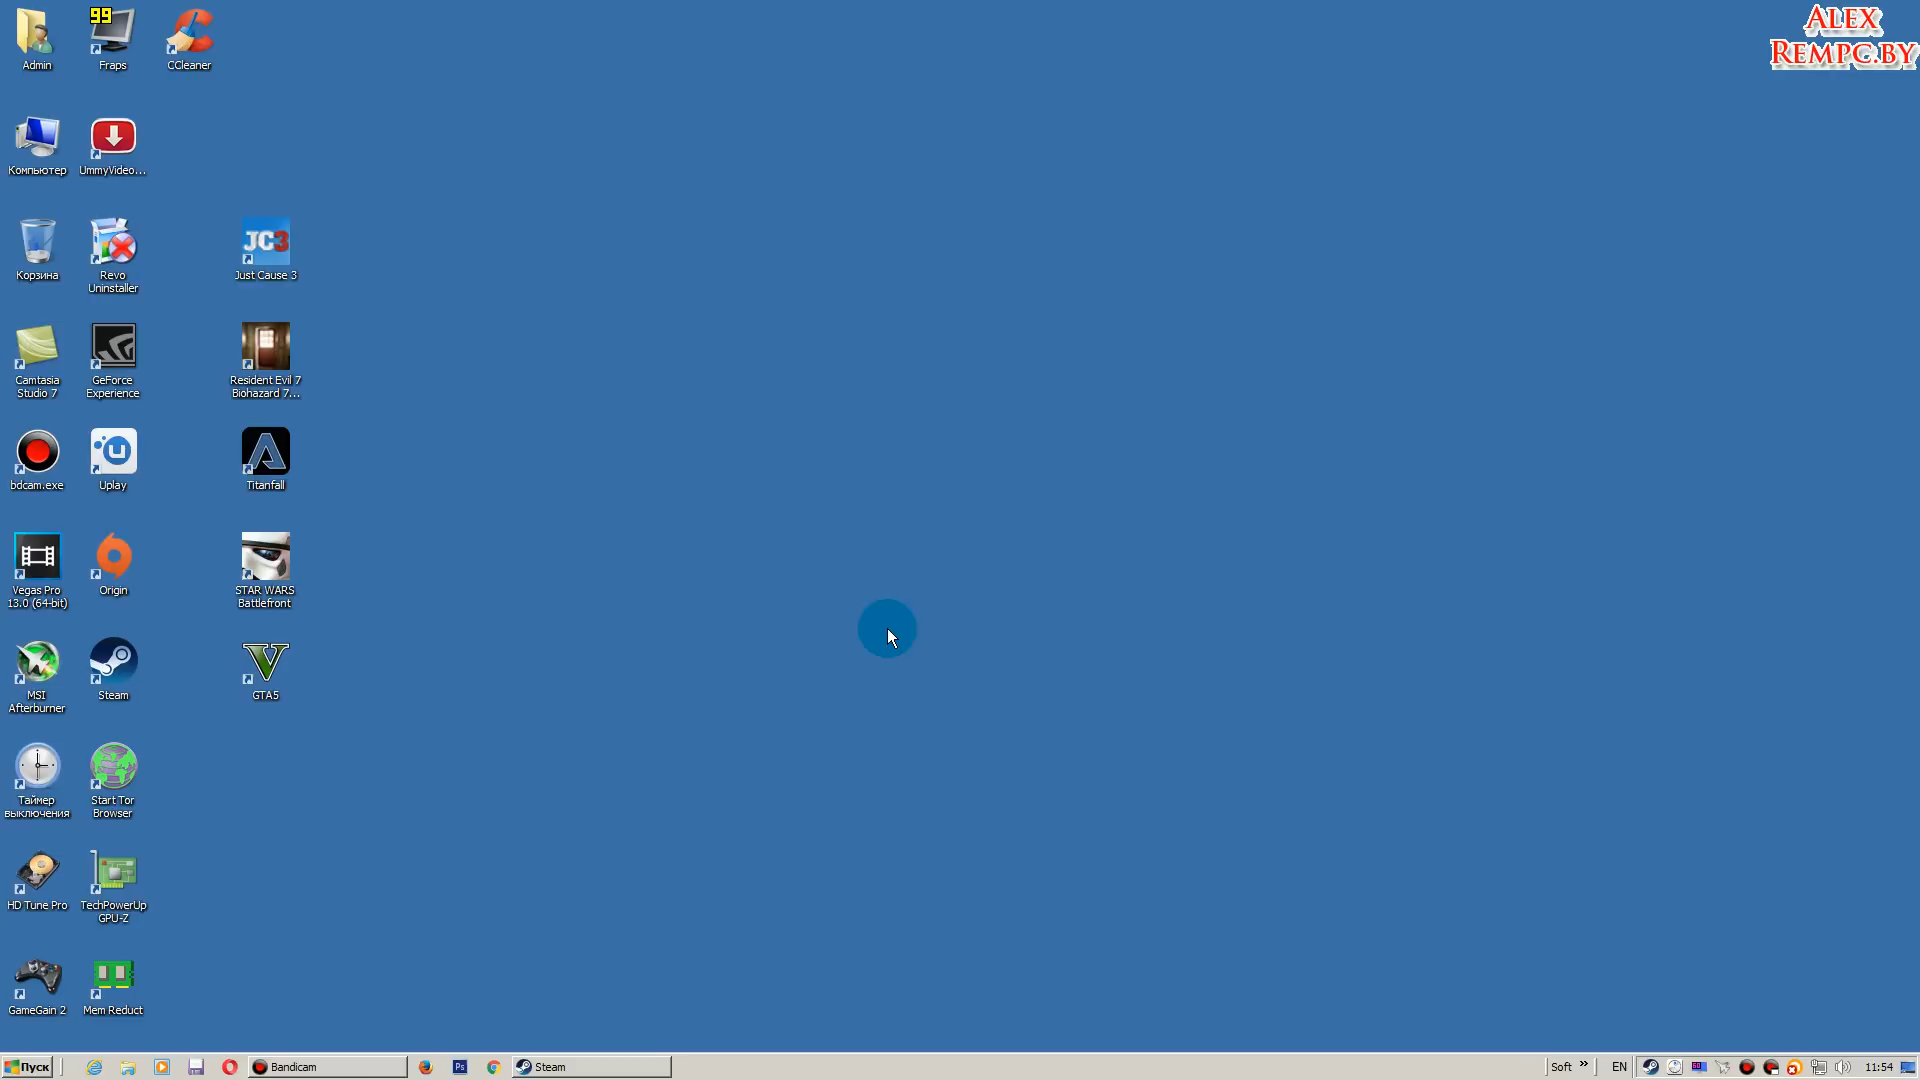 99
Admin
Fraps
CCleaner
ALEX
REMPC.BY
Компьютер
UmmyVideo...
Корзина
Revo
Uninstaller
JC3
Just Cause 3
Camtasia
Studio 7
GeForce
Experience
Resident Evil 7
Biohazard 7...
bdcam.exe
Uplay
Titanfall
Vegas Pro
13.0 (64-bit)
Origin
STAR WARS
Battlefront
MSI
Afterburner
Steam
V
GTA5
Таймер
выключения
Start Tor
Browser
HD Tune Pro
TechPowerUp
GPU-Z
GameGain 2
Mem Reduct
Пуск
Bandicam
Ps
Steam
Soft
EN
11:54